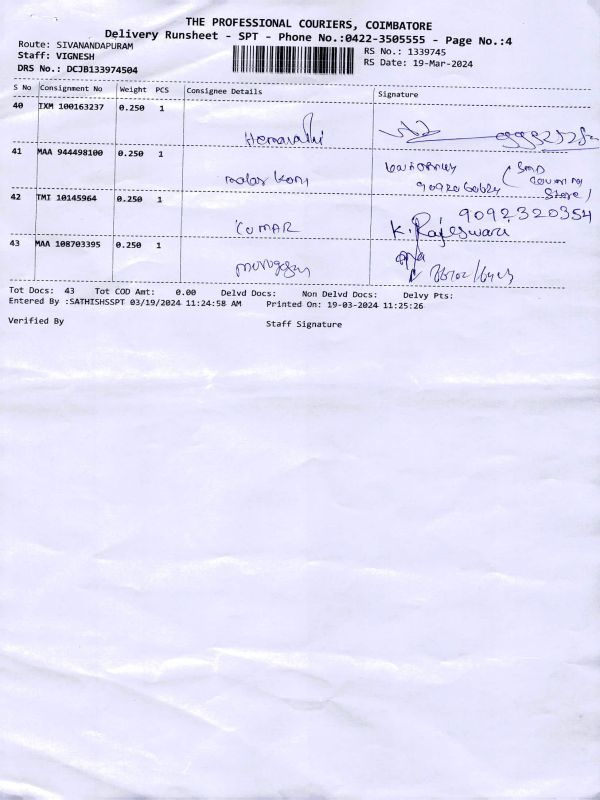 THE PROFESSIONAL COURIERS, COIMBATORE
Delivery Runsheet - SPT - Phone No.:0422-3505555 - Page No.:4
Route: SIVANANDAPURAM
Staff: VIGNESH
DRS No.: DCJB133974504
RS No.: 1339745
RS Date: 19-Mar-2024
S No Consignment No Weight PCS Consignee Details Signature
40 IXM 100163237 0.250 1
41 MAA 944498100 0.250 1
42 TMI 10145964 0.250 1 CUMAR K. Rajeswari 9092320354
43 MAA 108703395 0.250 1
Tot Docs: 43 Tot COD Amt: 0.00 Delvd Docs: Non Delvd Docs: Delvy Pts:
Entered By :SATHISHSSPT 03/19/2024 11:24:58 AM Printed On: 19-03-2024 11:25:26
Verified By Staff Signature